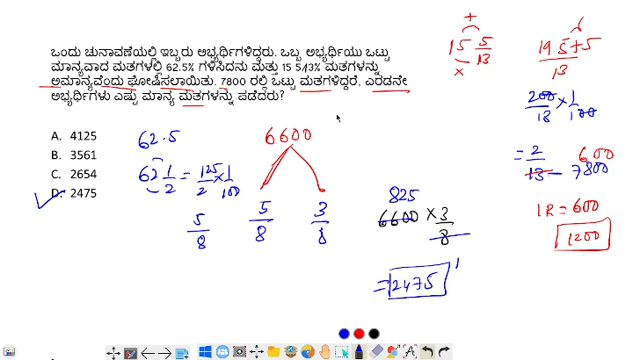 ಒಂದು ಚುನಾವಣೆಯಲ್ಲಿ ಇಬ್ಬರು ಅಭ್ಯರ್ಥಿಗಳಿದ್ದರು. ಒಬ್ಬ ಅಭ್ಯರ್ಥಿಯು ಒಟ್ಟು
ಮಾನ್ಯವಾದ ಮತಗಳಲ್ಲಿ 62.5% ಗಳಿಸಿದನು ಮತ್ತು 15 5/13% ಮತಗಳನ್ನು
ಅಮಾನ್ಯವೆಂದು ಘೋಷಿಸಲಾಯಿತು. 7800 ರಲ್ಲಿ ಒಟ್ಟು ಮತಗಳಿದ್ದರೆ, ಎರಡನೇ
ಅಭ್ಯರ್ಥಿಗಳು ಎಷ್ಟು ಮಾನ್ಯ ಮತಗಳನ್ನು ಪಡೆದರು?
A. 4125
B. 3561
C. 2654
D. 2475
62.5
62 1/2 = 125/2 × 1/100
5/8
6600
5/8 3/8
825
6600 × 3/8
= 2475
+
15 5/13
×
195+5
13
200/13 × 1/100
600
= 2/13 - 7800
1R = 600
1200